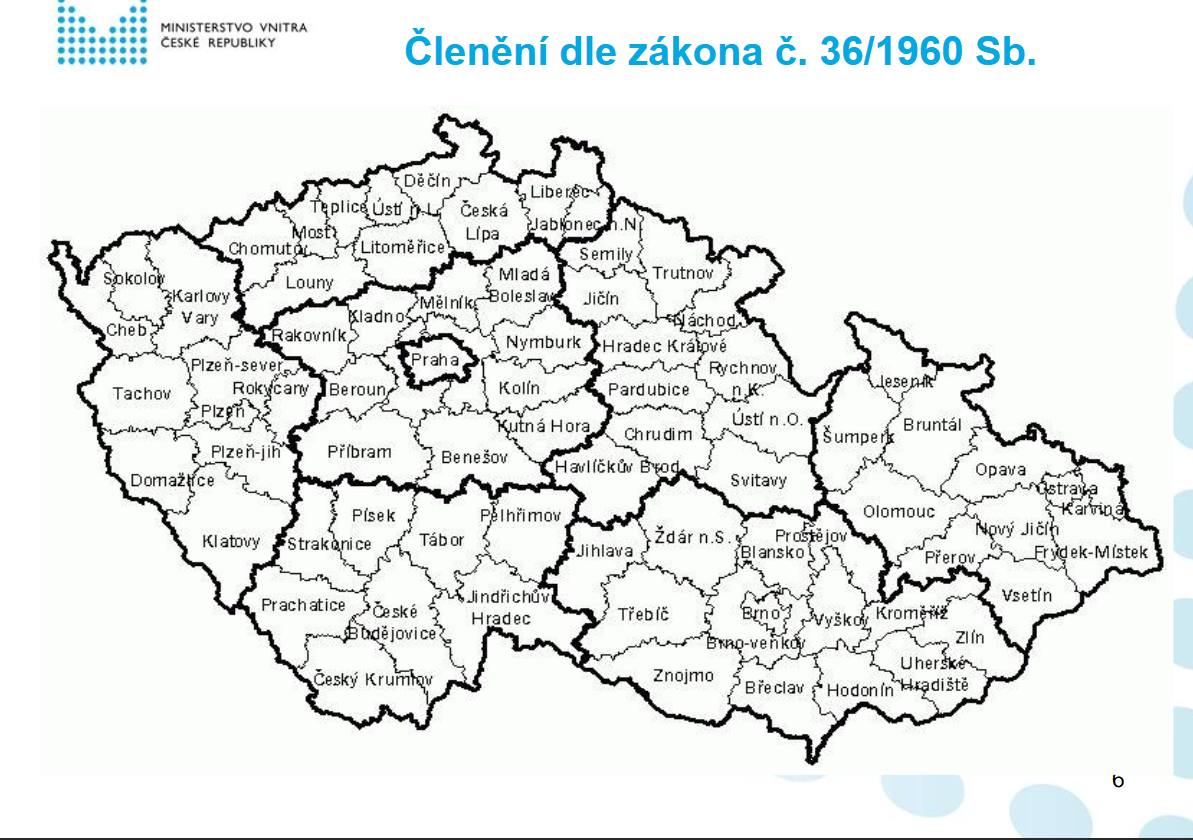 MINISTERSTVO VNITRA
ČESKÉ REPUBLIKY
Členění dle zákona č. 36/1960 Sb.
Děčín
Liberec
Teplice
Ústí n.L.
Česká
Lípa
Jablonec n.N.
Most
Chomutov
Litoměřice
Semily
Louny
Mladá
Boleslav
Trutnov
Sokolov
Karlovy
Vary
Mělník
Jičín
Kladno
Náchod
Cheb
Rakovník
Nymburk
Hradec Králové
Praha
Plzeň-sever
Rychnov
n.K.
Jeseník
Tachov
Rokycany
Beroun
Kolín
Pardubice
Plzeň
Kutná Hora
Ústí n.O.
Bruntál
Chrudim
Šumperk
Plzeň-jih
Příbram
Benešov
Havlíčkův Brod
Opava
Domažlice
Svitavy
Ostrava
Karviná
Písek
Pelhřimov
Olomouc
Nový Jičín
Klatovy
Strakonice
Tábor
Ždár n.S.
Prostějov
Jihlava
Blansko
Přerov
Frýdek-Místek
Jindřichův
Hradec
Vsetín
Prachatice
České
Budějovice
Třebíč
Brno
Vyškov
Kroměříž
Zlín
Brno-venkov
Český Krumlov
Znojmo
Uherské
Hradiště
Břeclav
Hodonín
6